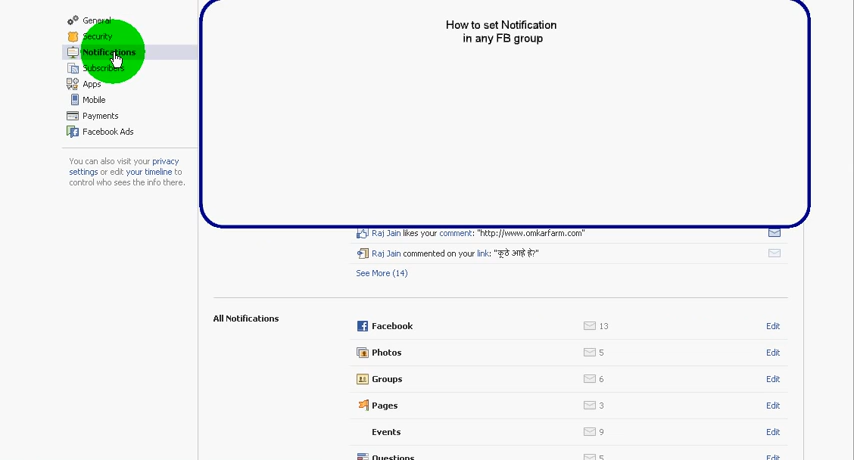 General
Security
Notifications
Subscribers
Apps
Mobile
Payments
Facebook Ads
You can also visit your privacy
settings or edit your timeline to
control who sees the info there.
How to set Notification
in any FB group
Raj Jain likes your comment: "http://www.omkarfarm.com"
Raj Jain commented on your link: "कूठे आहे हे?"
See More (14)
All Notifications
Facebook 13 Edit
Photos 5 Edit
Groups 6 Edit
Pages 3 Edit
Events 9 Edit
Questions 5 Edit